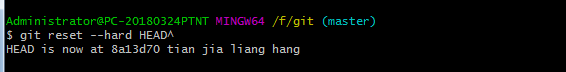 Administrator@PC-20180324PTNT MINGW64 /f/git (master)
$ git reset --hard HEAD^
HEAD is now at 8a13d70 tian jia liang hang